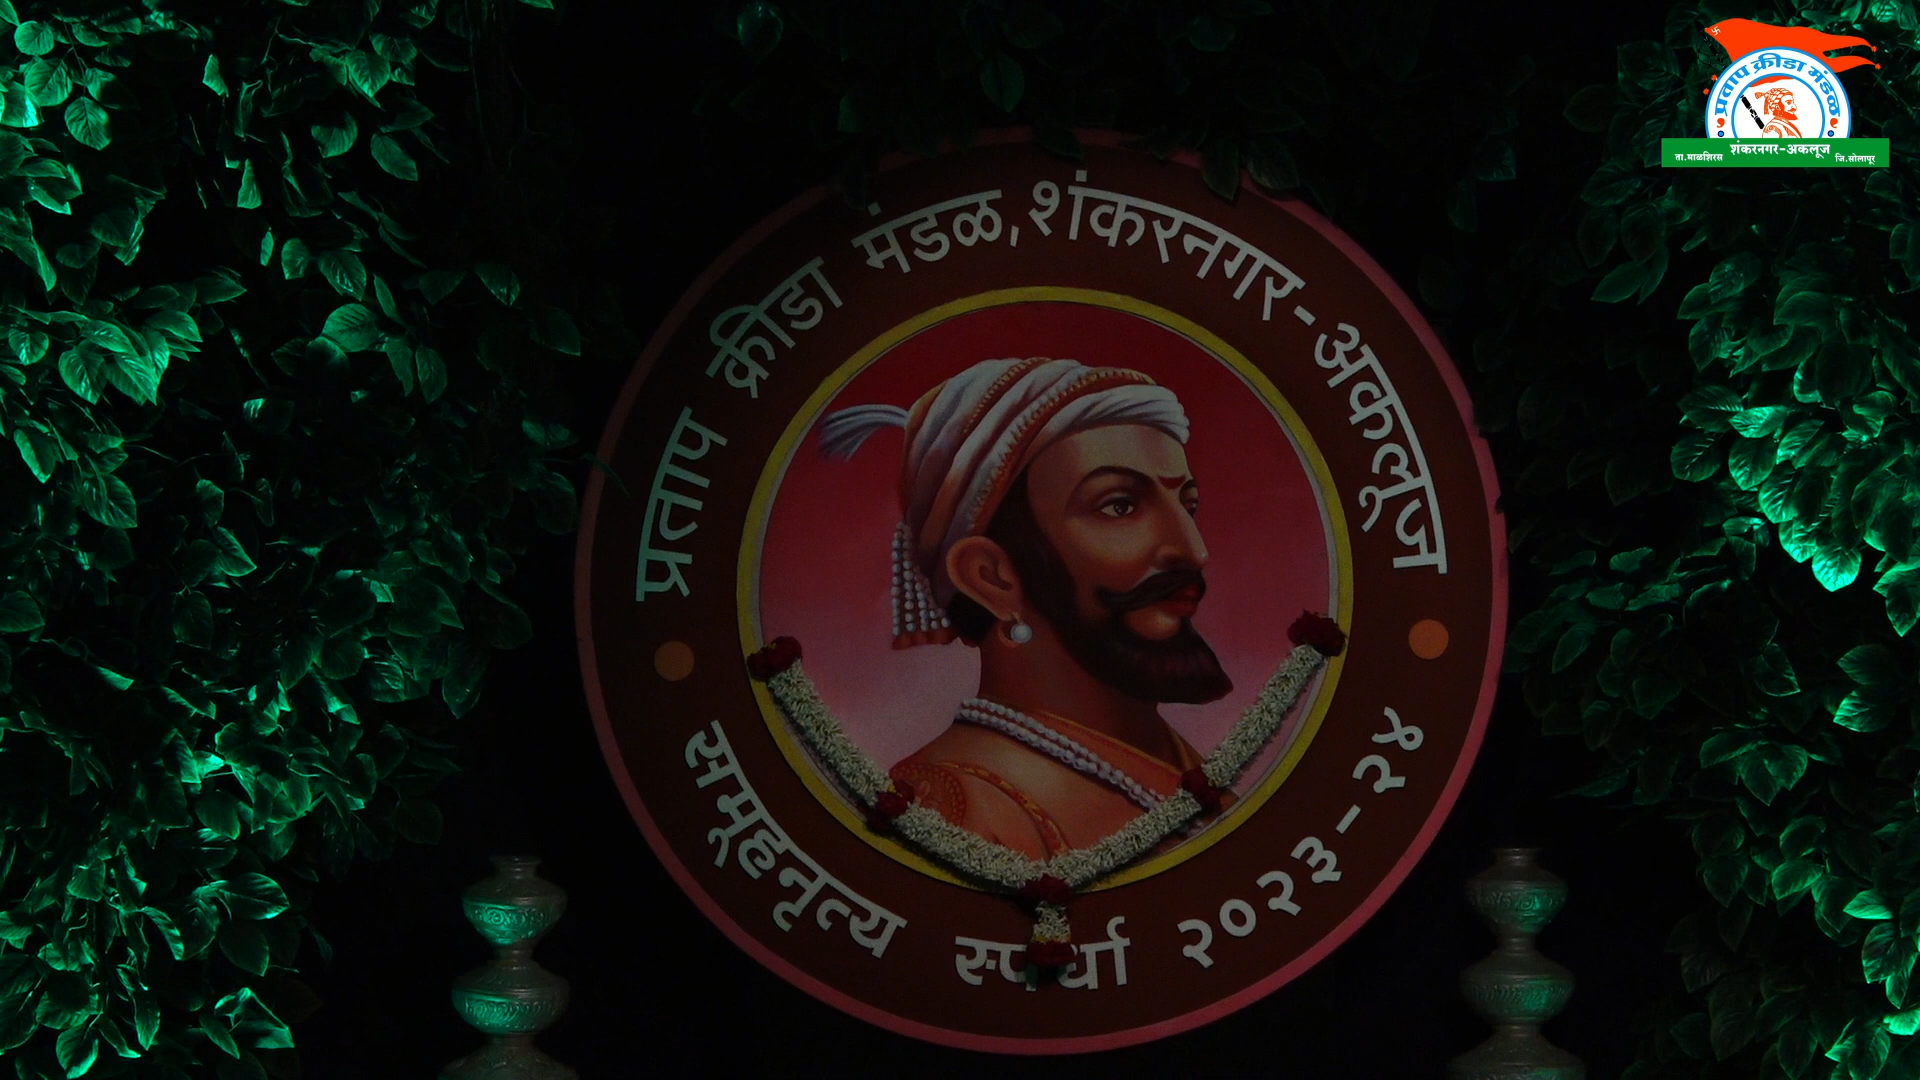 प्रताप क्रीडा मंडळ
ता.माळशिरस शंकरनगर-अकलूज जि.सोलापूर
प्रताप क्रीडा मंडळ,शंकरनगर-अकलूज
समूहनृत्य स्पर्धा २०२३-२४